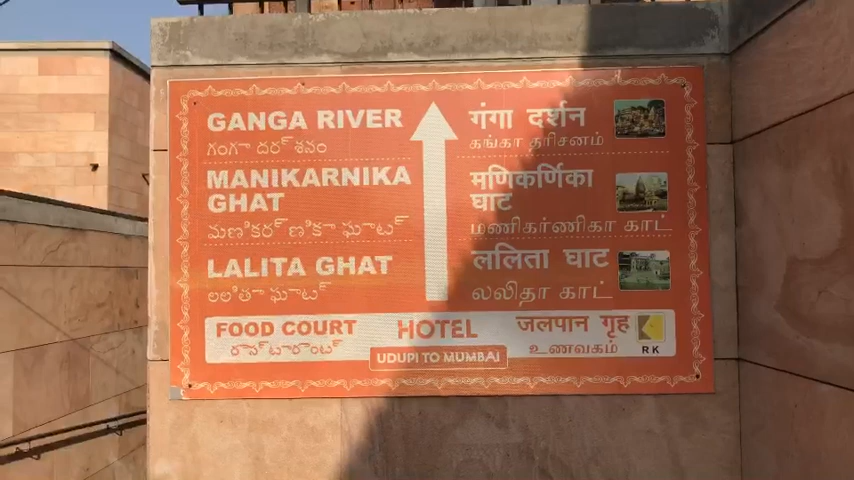 GANGA RIVER
गंगा दर्शन
గంగా దర్శనం
கங்கா தரிசனம்
MANIKARNIKA
GHAT
मणिकर्णिका
घाट
మణికర్ణికా ఘాట్
மணிகர்ணிகா காட்
LALITA GHAT
ललिता घाट
లలితా ఘాట్
லலிதா காட்
FOOD COURT
HOTEL
जलपान गृह
உணவகம்
UDUPI TO MUMBAI
RK